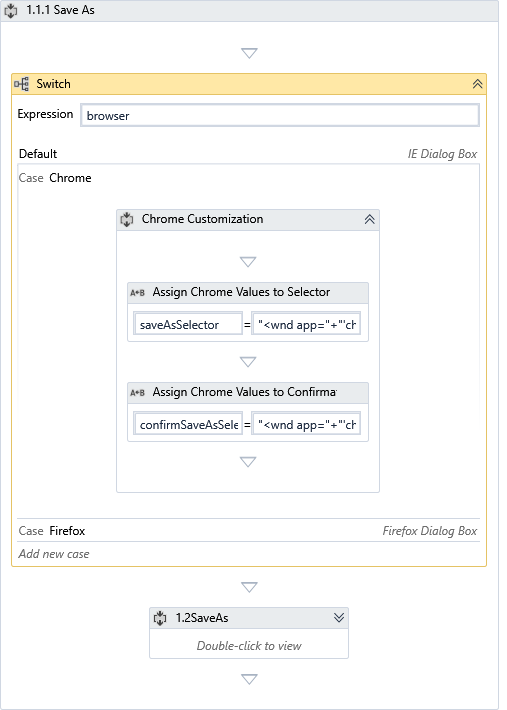 1.1.1 Save As
Switch
Expression browser
Default IE Dialog Box
Case Chrome
Chrome Customization
A+B Assign Chrome Values to Selector
saveAsSelector = "<wnd app="+"'ch
A+B Assign Chrome Values to Confirma
confirmSaveAsSele = "<wnd app="+"'ch
Case Firefox Firefox Dialog Box
Add new case
1.2SaveAs
Double-click to view